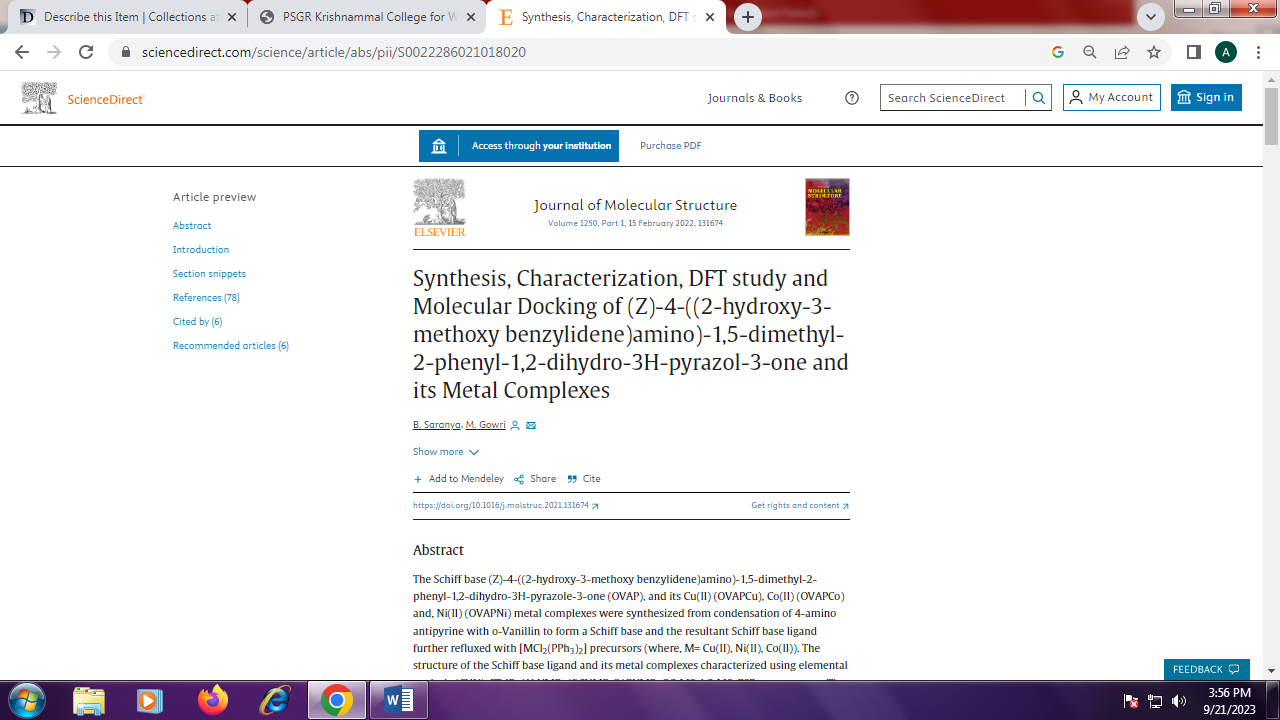 Describe this Item | Collections at
PSGR Krishnammal College for W
Synthesis, Characterization, DFT s
sciencedirect.com/science/article/abs/pii/S0022286021018020
A
ScienceDirect
Journals & Books
Search ScienceDirect
My Account
Sign in
Access through your institution
Purchase PDF
Article preview
Abstract
Introduction
Section snippets
References (78)
Cited by (6)
Recommended articles (6)
ELSEVIER
Journal of Molecular Structure
Volume 1250, Part 1, 15 February 2022, 131674
MOLECULAR
STRUCTURE
Synthesis, Characterization, DFT study and
Molecular Docking of (Z)-4-((2-hydroxy-3-
methoxy benzylidene)amino)-1,5-dimethyl-
2-phenyl-1,2-dihydro-3H-pyrazol-3-one and
its Metal Complexes
B. Saranya, M. Gowri
Show more
Add to Mendeley Share Cite
https://doi.org/10.1016/j.molstruc.2021.131674
Get rights and content
Abstract
The Schiff base (Z)-4-((2-hydroxy-3-methoxy benzylidene)amino)-1,5-dimethyl-2-
phenyl-1,2-dihydro-3H-pyrazole-3-one (OVAP), and its Cu(II) (OVAPCu), Co(II) (OVAPCo)
and, Ni(II) (OVAPNi) metal complexes were synthesized from condensation of 4-amino
antipyrine with o-Vanillin to form a Schiff base and the resultant Schiff base ligand
further refluxed with [MCl2(PPh3)2] precursors (where, M= Cu(II), Ni(II), Co(II)). The
structure of the Schiff base ligand and its metal complexes characterized using elemental
FEEDBACK
3:56 PM
9/21/2023